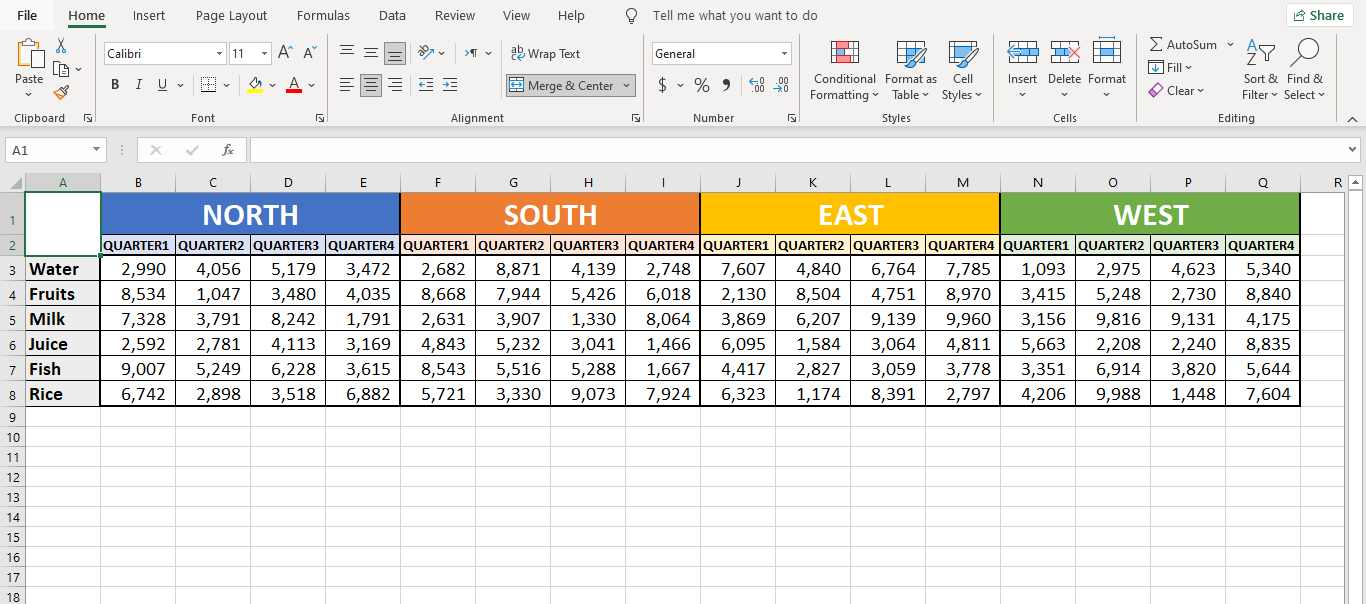 File Home Insert Page Layout Formulas Data Review View Help Tell me what you want to do Share
Paste
Clipboard
Calibri 11 A A
B I U A
Font
ab Wrap Text
Merge & Center
Alignment
General
$ % 9 .00 .00
Number
Conditional Formatting
Format as Table
Cell Styles
Styles
Insert Delete Format
Cells
AutoSum
Fill
Clear
Sort & Filter
Find & Select
Editing
A1 fx
A B C D E F G H I J K L M N O P Q R
1 NORTH SOUTH EAST WEST
2 QUARTER1 QUARTER2 QUARTER3 QUARTER4 QUARTER1 QUARTER2 QUARTER3 QUARTER4 QUARTER1 QUARTER2 QUARTER3 QUARTER4 QUARTER1 QUARTER2 QUARTER3 QUARTER4
3 Water 2,990 4,056 5,179 3,472 2,682 8,871 4,139 2,748 7,607 4,840 6,764 7,785 1,093 2,975 4,623 5,340
4 Fruits 8,534 1,047 3,480 4,035 8,668 7,944 5,426 6,018 2,130 8,504 4,751 8,970 3,415 5,248 2,730 8,840
5 Milk 7,328 3,791 8,242 1,791 2,631 3,907 1,330 8,064 3,869 6,207 9,139 9,960 3,156 9,816 9,131 4,175
6 Juice 2,592 2,781 4,113 3,169 4,843 5,232 3,041 1,466 6,095 1,584 3,064 4,811 5,663 2,208 2,240 8,835
7 Fish 9,007 5,249 6,228 3,615 8,543 5,516 5,288 1,667 4,417 2,827 3,059 3,778 3,351 6,914 3,820 5,644
8 Rice 6,742 2,898 3,518 6,882 5,721 3,330 9,073 7,924 6,323 1,174 8,391 2,797 4,206 9,988 1,448 7,604
9
10
11
12
13
14
15
16
17
18